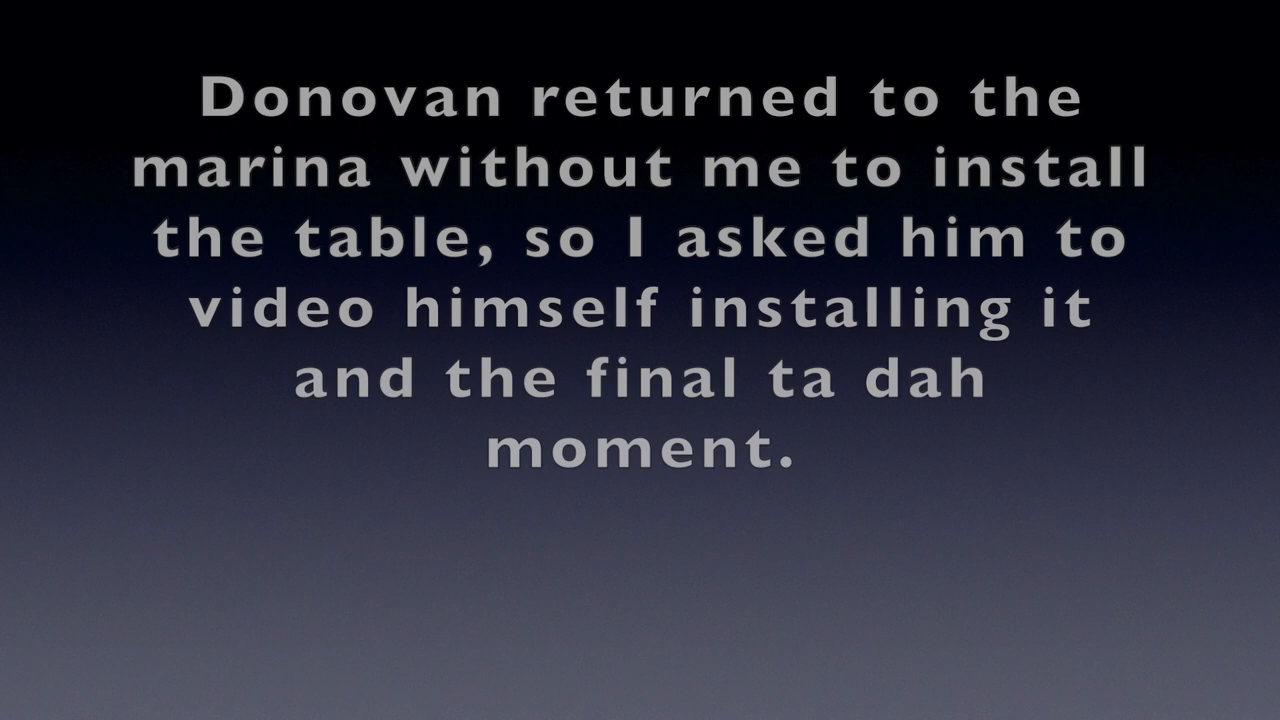 Donovan returned to the
marina without me to install
the table, so I asked him to
video himself installing it
and the final ta dah
moment.